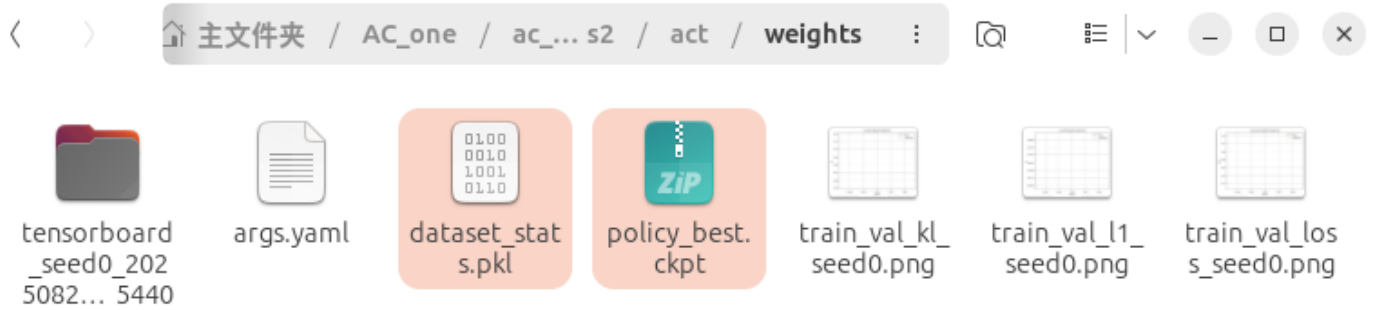 主文件夹 / AC_one / ac_... s2 / act / weights
0100
0010
1001
0110
ZiP
tensorboard
_seed0_202
5082... 5440
args.yaml
dataset_stat
s.pkl
policy_best.
ckpt
train_val_kl_
seed0.png
train_val_l1_
seed0.png
train_val_los
s_seed0.png